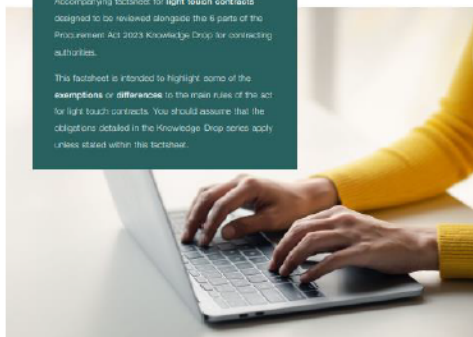 Accompanying factsheet for light touch contracts
designed to be reviewed alongside the 6 parts of the
Procurement Act 2023 Knowledge Drop for contracting
authorities.
This factsheet is intended to highlight some of the
exemptions or differences to the main rules of the act
for light touch contracts. You should assume that the
obligations detailed in the Knowledge Drop series apply
unless stated within this factsheet.